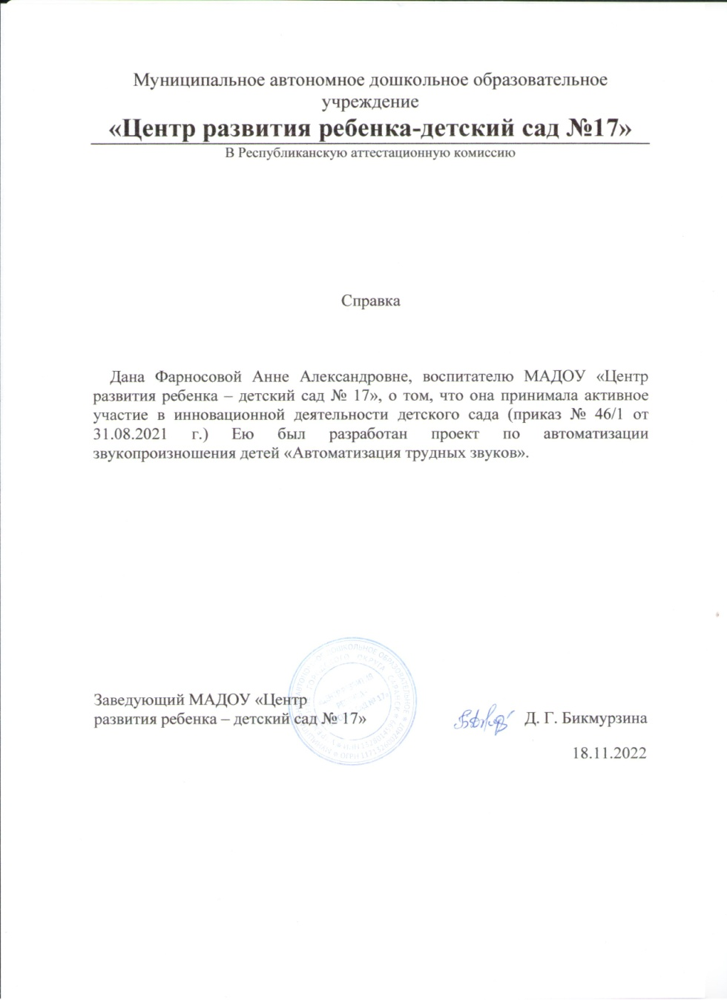 Муниципальное автономное дошкольное образовательное
учреждение
«Центр развития ребенка-детский сад №17»
В Республиканскую аттестационную комиссию
Справка
Дана Фарносовой Анне Александровне, воспитателю МАДОУ «Центр
развития ребенка – детский сад № 17», о том, что она принимала активное
участие в инновационной деятельности детского сада (приказ № 46/1 от
31.08.2021 г.) Ею был разработан проект по автоматизации
звукопроизношения детей «Автоматизация трудных звуков».
Заведующий МАДОУ «Центр
развития ребенка – детский сад № 17»
Д. Г. Бикмурзина
18.11.2022